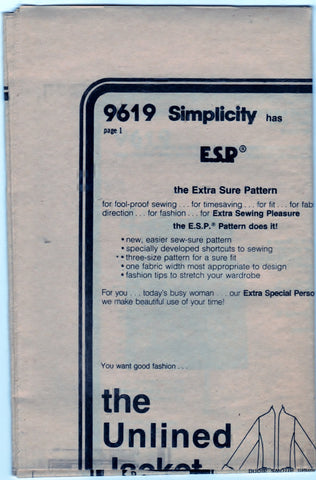 9619 Simplicity has
page 1
E.S.P.®
the Extra Sure Pattern
for fool-proof sewing . . . for timesaving . . . for fit . . . for fab
direction . . . for fashion . . . for Extra Sewing Pleasure
the E.S.P.® Pattern does it!
• new, easier sew-sure pattern
• specially developed shortcuts to sewing
• • three-size pattern for a sure fit
• one fabric width most appropriate to design
• fashion tips to stretch your wardrobe
For you . . . today's busy woman . . . our Extra Special Perso
we make beautiful use of your time!
You want good fashion . . .
the
Unlined
Jacket